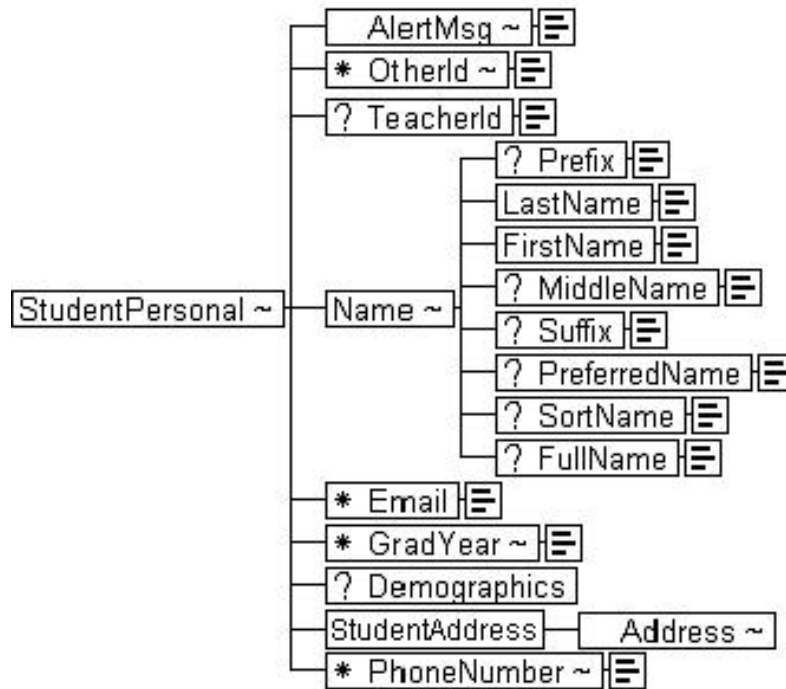 AlertMsg ~
* OtherId ~
? TeacherId
? Prefix
LastName
FirstName
StudentPersonal ~
Name ~
? MiddleName
? Suffix
? PreferredName
? SortName
? FullName
* Email
* GradYear ~
? Demographics
StudentAddress
Address ~
* PhoneNumber ~